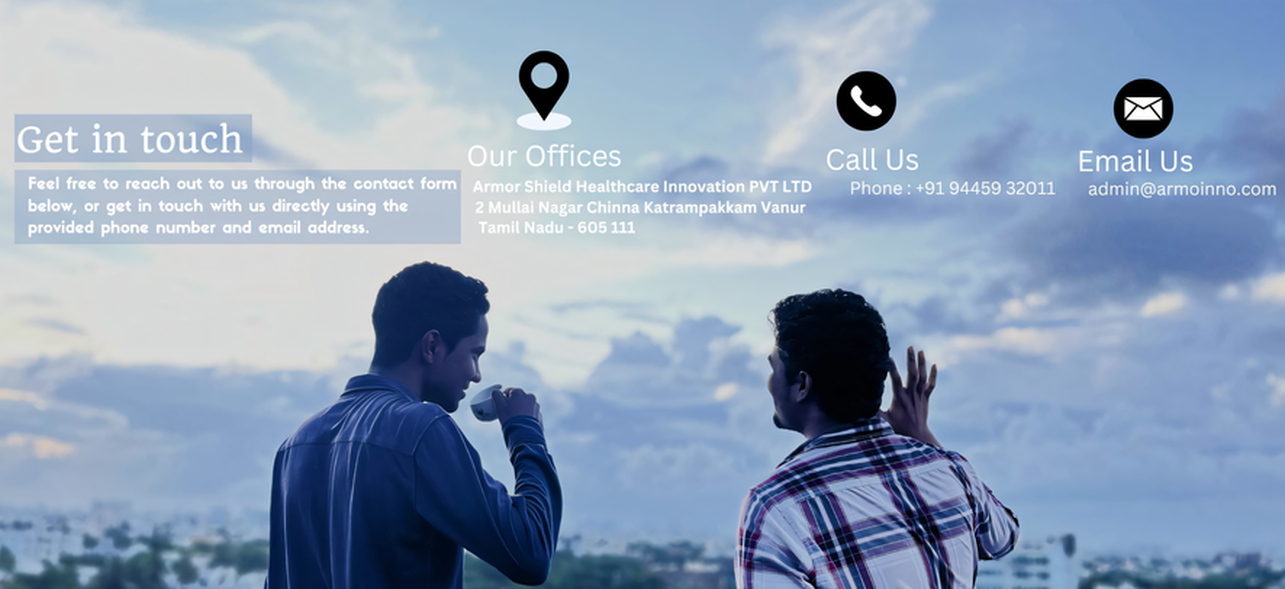 Get in touch
Feel free to reach out to us through the contact form
below, or get in touch with us directly using the
provided phone number and email address.
Our Offices
Armor Shield Healthcare Innovation PVT LTD
2 Mullai Nagar Chinna Katrampakkam Vanur
Tamil Nadu - 605 111
Call Us
Phone : +91 94459 32011
Email Us
admin@armoinno.com